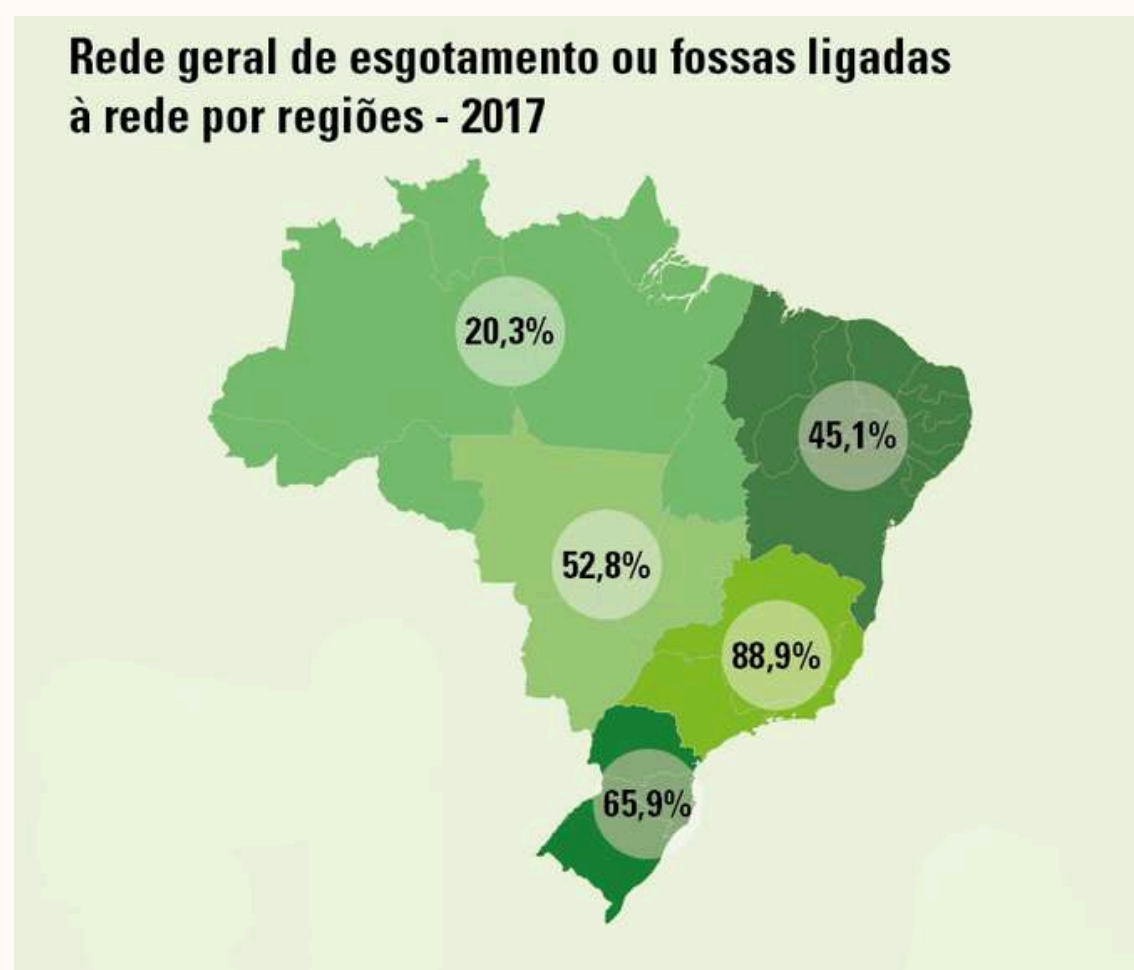 Rede geral de esgotamento ou fossas ligadas
à rede por regiões - 2017
20,3%
45,1%
52,8%
88,9%
65,9%